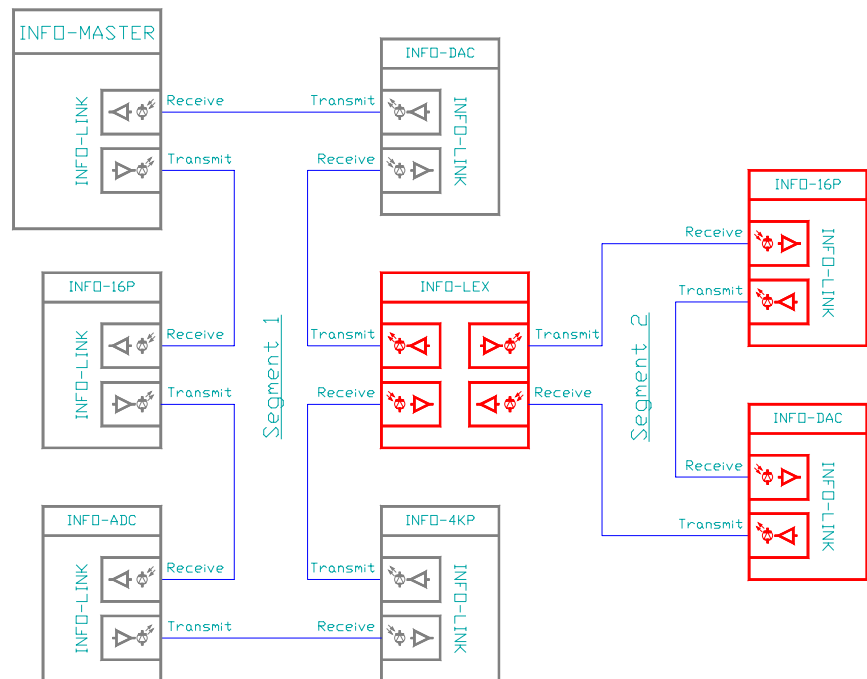 INFO-MASTER
INFO-LINK
Receive
Transmit
INFO-DAC
INFO-LINK
Transmit
Receive
INFO-16P
INFO-LINK
Receive
Transmit
INFO-16P
INFO-LINK
Receive
Transmit
Segment 1
INFO-LEX
Transmit
Receive
Transmit
Receive
Segment 2
INFO-DAC
INFO-LINK
Receive
Transmit
INFO-ADC
INFO-LINK
Receive
Transmit
INFO-4KP
INFO-LINK
Transmit
Receive